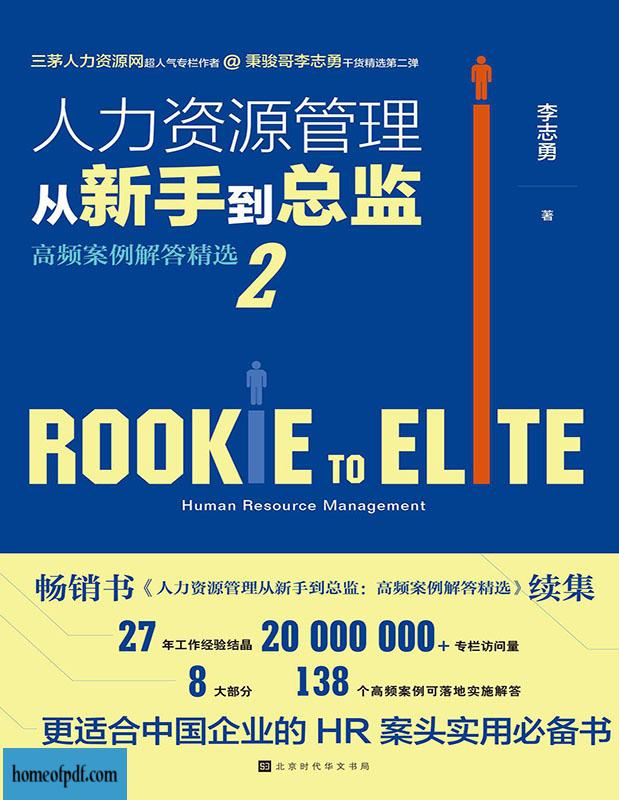 三茅人力资源网超人气专栏作者@秉骏哥李志勇干货精选第二弹
人力资源管理
从新手到总监
高频案例解答精选
2
李志勇
著
ROOKIE TO ELITE
Human Resource Management
畅销书《人力资源管理从新手到总监：高频案例解答精选》续集
27年工作经验结晶 20 000 000+专栏访问量
8大部分 138个高频案例可落地实施解答
更适合中国企业的HR案头实用必备书
北京时代华文书局
homeofpdf.com